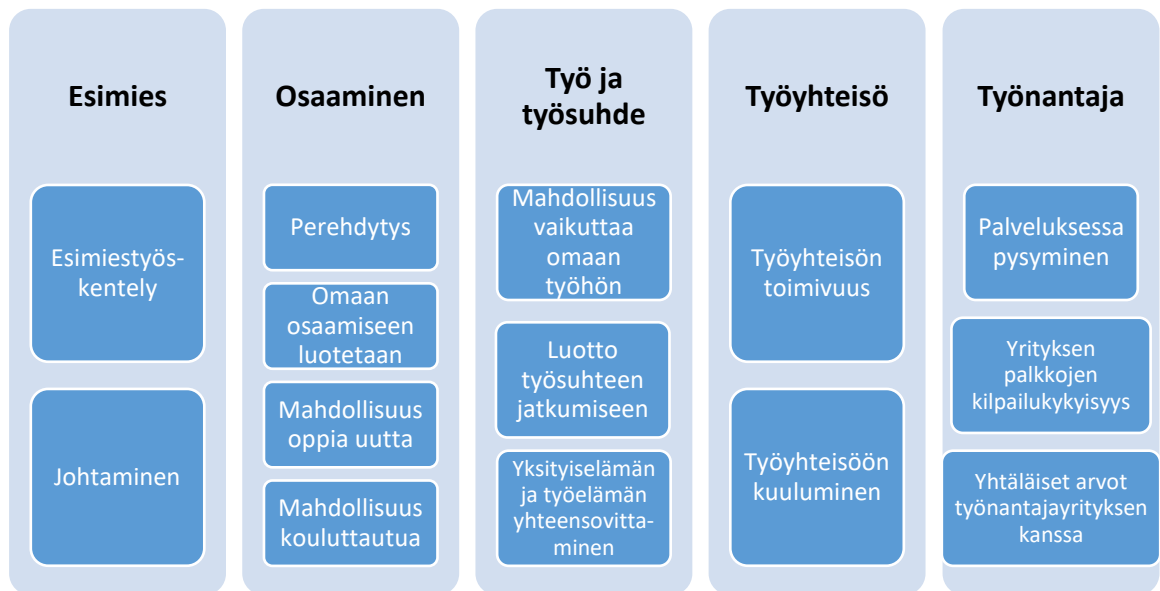 Esimies
Esimiestyös-
kentely
Johtaminen
Osaaminen
Perehdytys
Omaan
osaamiseen
luotetaan
Mahdollisuus
oppia uutta
Mahdollisuus
kouluttautua
Työ ja
työsuhde
Mahdollisuus
vaikuttaa
omaan
työhön
Luotto
työsuhteen
jatkumiseen
Yksityiselämän
ja työelämän
yhteensovitta-
minen
Työyhteisö
Työyhteisön
toimivuus
Työyhteisöön
kuuluminen
Työnantaja
Palveluksessa
pysyminen
Yrityksen
palkkojen
kilpailukykyisyys
Yhtäläiset arvot
työnantajayrityksen
kanssa